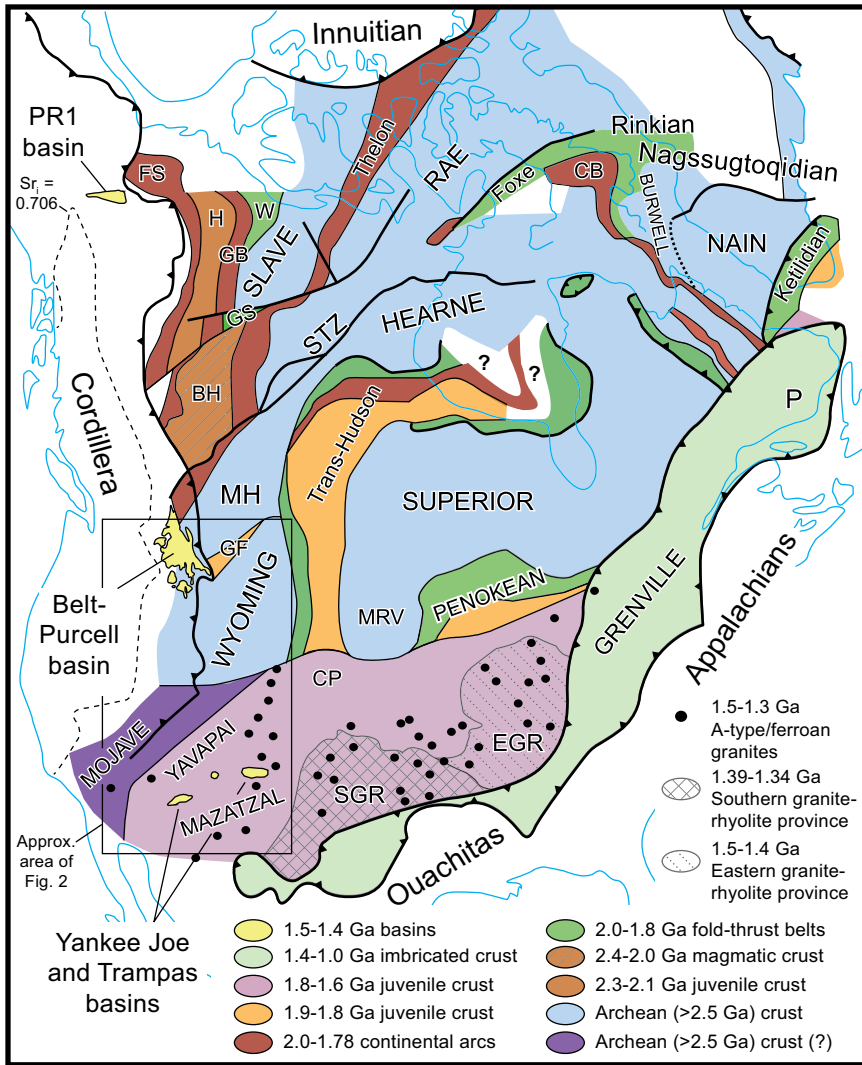 Innuitian
PR1
basin
Sr_i =
0.706
FS
H
W
GB
SLAVE
GS
Thelon
RAE
Foxe
CB
Rinkian
Nagssugtoqidian
BURWELL
NAIN
Ketilidian
STZ
HEARNE
BH
?
?
P
Cordillera
Trans-Hudson
MH
SUPERIOR
GF
WYOMING
Belt-
Purcell
basin
MRV
PENOKEAN
GRENVILLE
Appalachians
CP
MOJAVE
YAVAPAI
MAZATZAL
SGR
EGR
Approx.
area of
Fig. 2
Ouachitas
Yankee Joe
and Trampas
basins
1.5-1.3 Ga
A-type/ferroan
granites
1.39-1.34 Ga
Southern granite-
rhyolite province
1.5-1.4 Ga
Eastern granite-
rhyolite province
1.5-1.4 Ga basins
1.4-1.0 Ga imbricated crust
1.8-1.6 Ga juvenile crust
1.9-1.8 Ga juvenile crust
2.0-1.78 continental arcs
2.0-1.8 Ga fold-thrust belts
2.4-2.0 Ga magmatic crust
2.3-2.1 Ga juvenile crust
Archean (>2.5 Ga) crust
Archean (>2.5 Ga) crust (?)